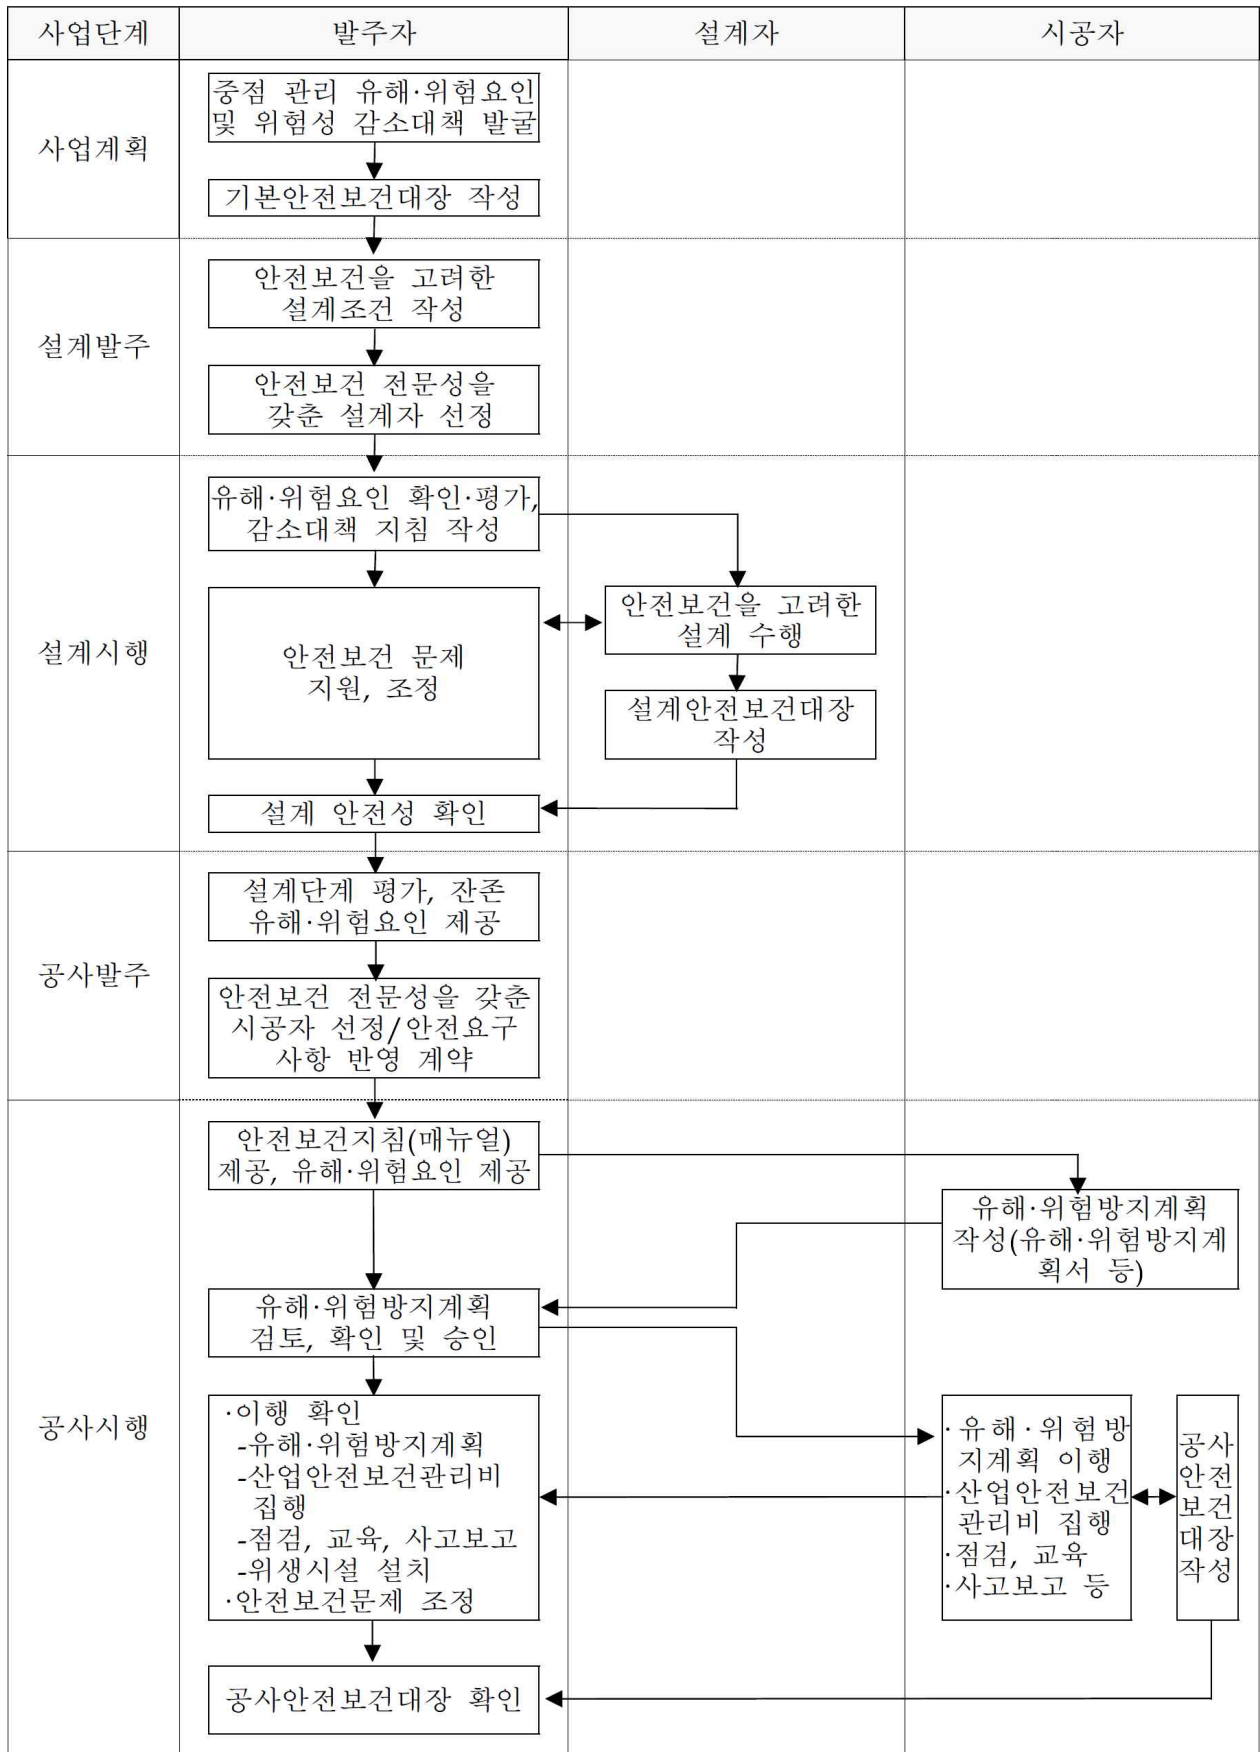 사업단계
발주자
설계자
시공자
사업계획
중점 관리 유해·위험요인
및 위험성 감소대책 발굴
기본안전보건대장 작성
설계발주
안전보건을 고려한
설계조건 작성
안전보건 전문성을
갖춘 설계자 선정
설계시행
유해·위험요인 확인·평가,
감소대책 지침 작성
안전보건 문제
지원, 조정
안전보건을 고려한
설계 수행
설계안전보건대장
작성
설계 안전성 확인
공사발주
설계단계 평가, 잔존
유해·위험요인 제공
안전보건 전문성을 갖춘
시공자 선정/안전요구
사항 반영 계약
공사시행
안전보건지침(매뉴얼)
제공, 유해·위험요인 제공
유해·위험방지계획
작성(유해·위험방지계
획서 등)
유해·위험방지계획
검토, 확인 및 승인
·이행 확인
-유해·위험방지계획
-산업안전보건관리비
집행
-점검, 교육, 사고보고
-위생시설 설치
·안전보건문제 조정
·유해·위험방
지계획 이행
·산업안전보건
관리비 집행
·점검, 교육
·사고보고 등
공사
안전
보건
대장
작성
공사안전보건대장 확인